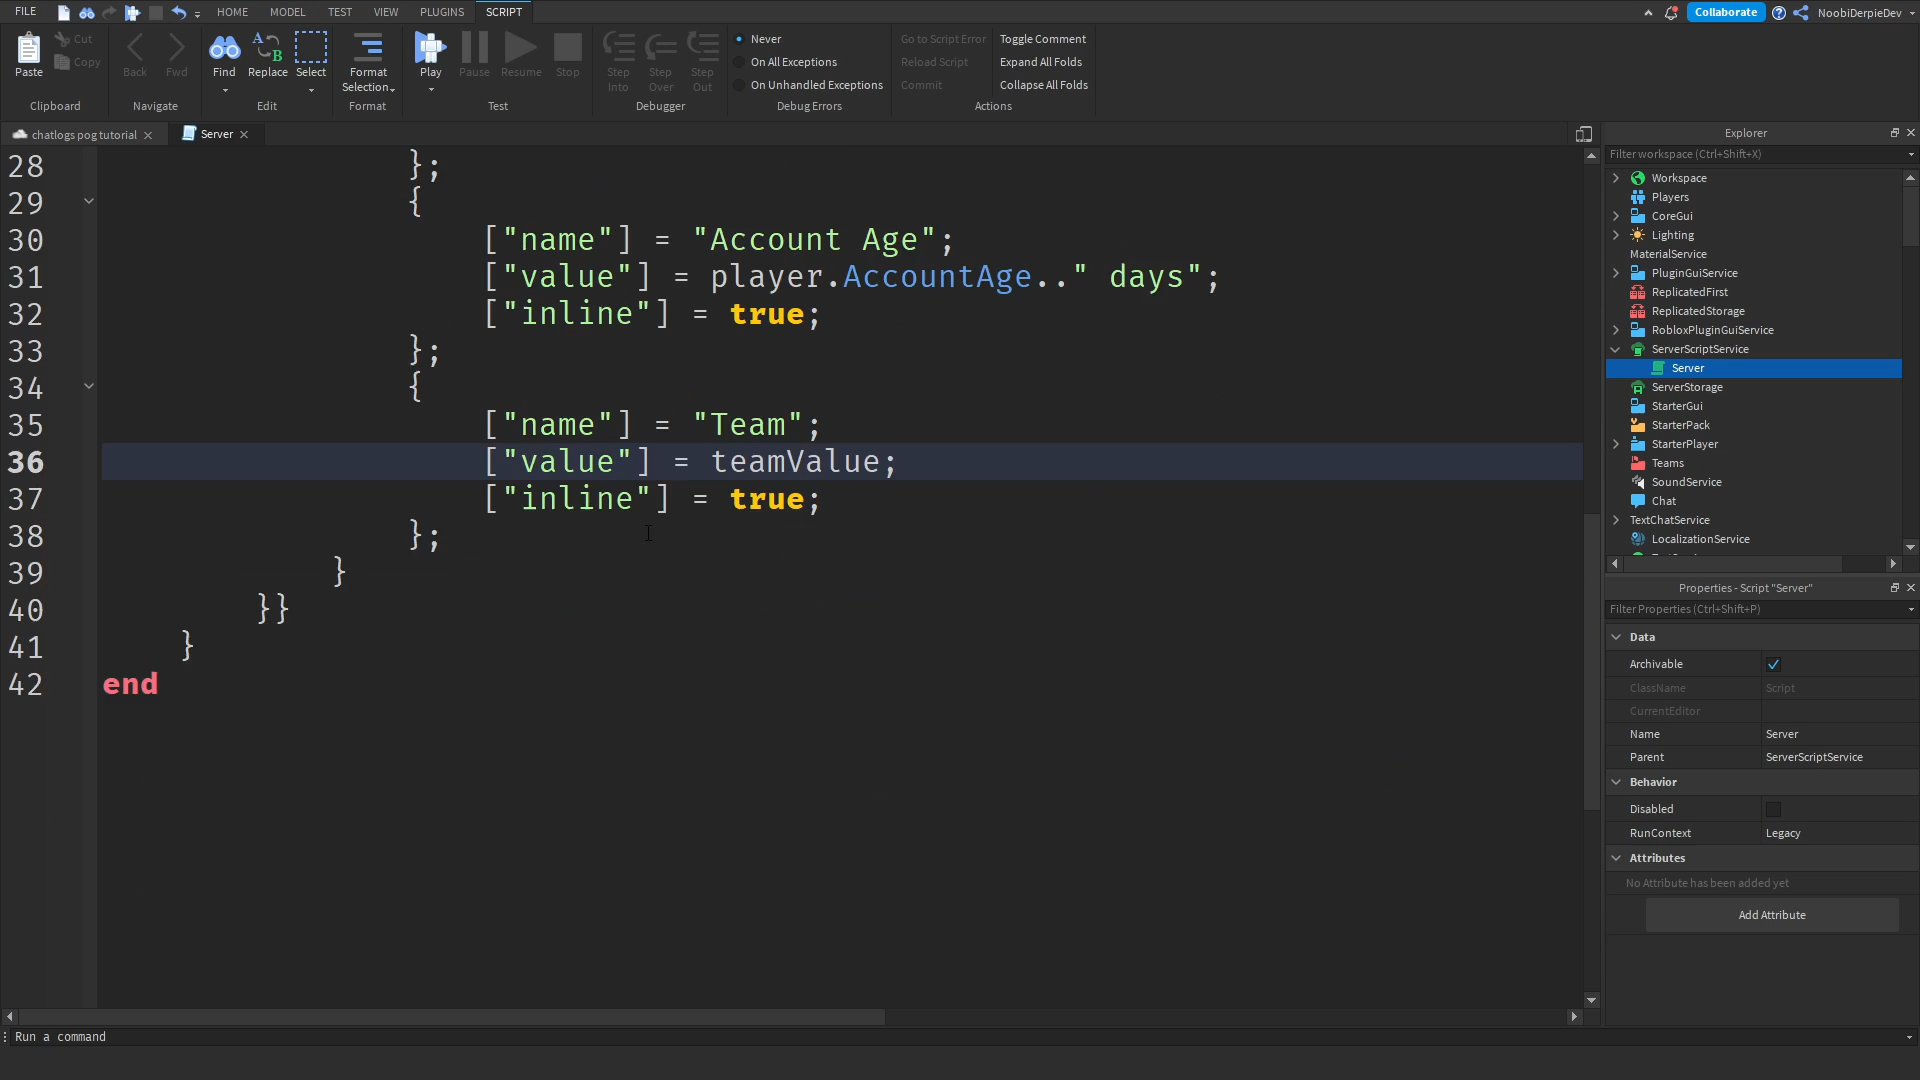 FILE HOME MODEL TEST VIEW PLUGINS SCRIPT Collaborate NoobiDerpieDev
Paste Cut Copy Back Fwd Find Replace Select Format Selection Play Pause Resume Stop Step Into Step Over Step Out
Never Go to Script Error Toggle Comment
On All Exceptions Reload Script Expand All Folds
On Unhandled Exceptions Commit Collapse All Folds
Clipboard Navigate Edit Format Test Debugger Debug Errors Actions
chatlogs pog tutorial Server
28 };
29 {
30 ["name"] = "Account Age";
31 ["value"] = player.AccountAge.." days";
32 ["inline"] = true;
33 };
34 {
35 ["name"] = "Team";
36 ["value"] = teamValue;
37 ["inline"] = true;
38 };
39 }
40 }}
41 }
42 end
Run a command
Explorer
Filter workspace (Ctrl+Shift+X)
Workspace
Players
CoreGui
Lighting
MaterialService
PluginGuiService
ReplicatedFirst
ReplicatedStorage
RobloxPluginGuiService
ServerScriptService
Server
ServerStorage
StarterGui
StarterPack
StarterPlayer
Teams
SoundService
Chat
TextChatService
LocalizationService
Properties - Script "Server"
Filter Properties (Ctrl+Shift+P)
Data
Archivable
ClassName Script
CurrentEditor
Name Server
Parent ServerScriptService
Behavior
Disabled
RunContext Legacy
Attributes
No Attribute has been added yet
Add Attribute